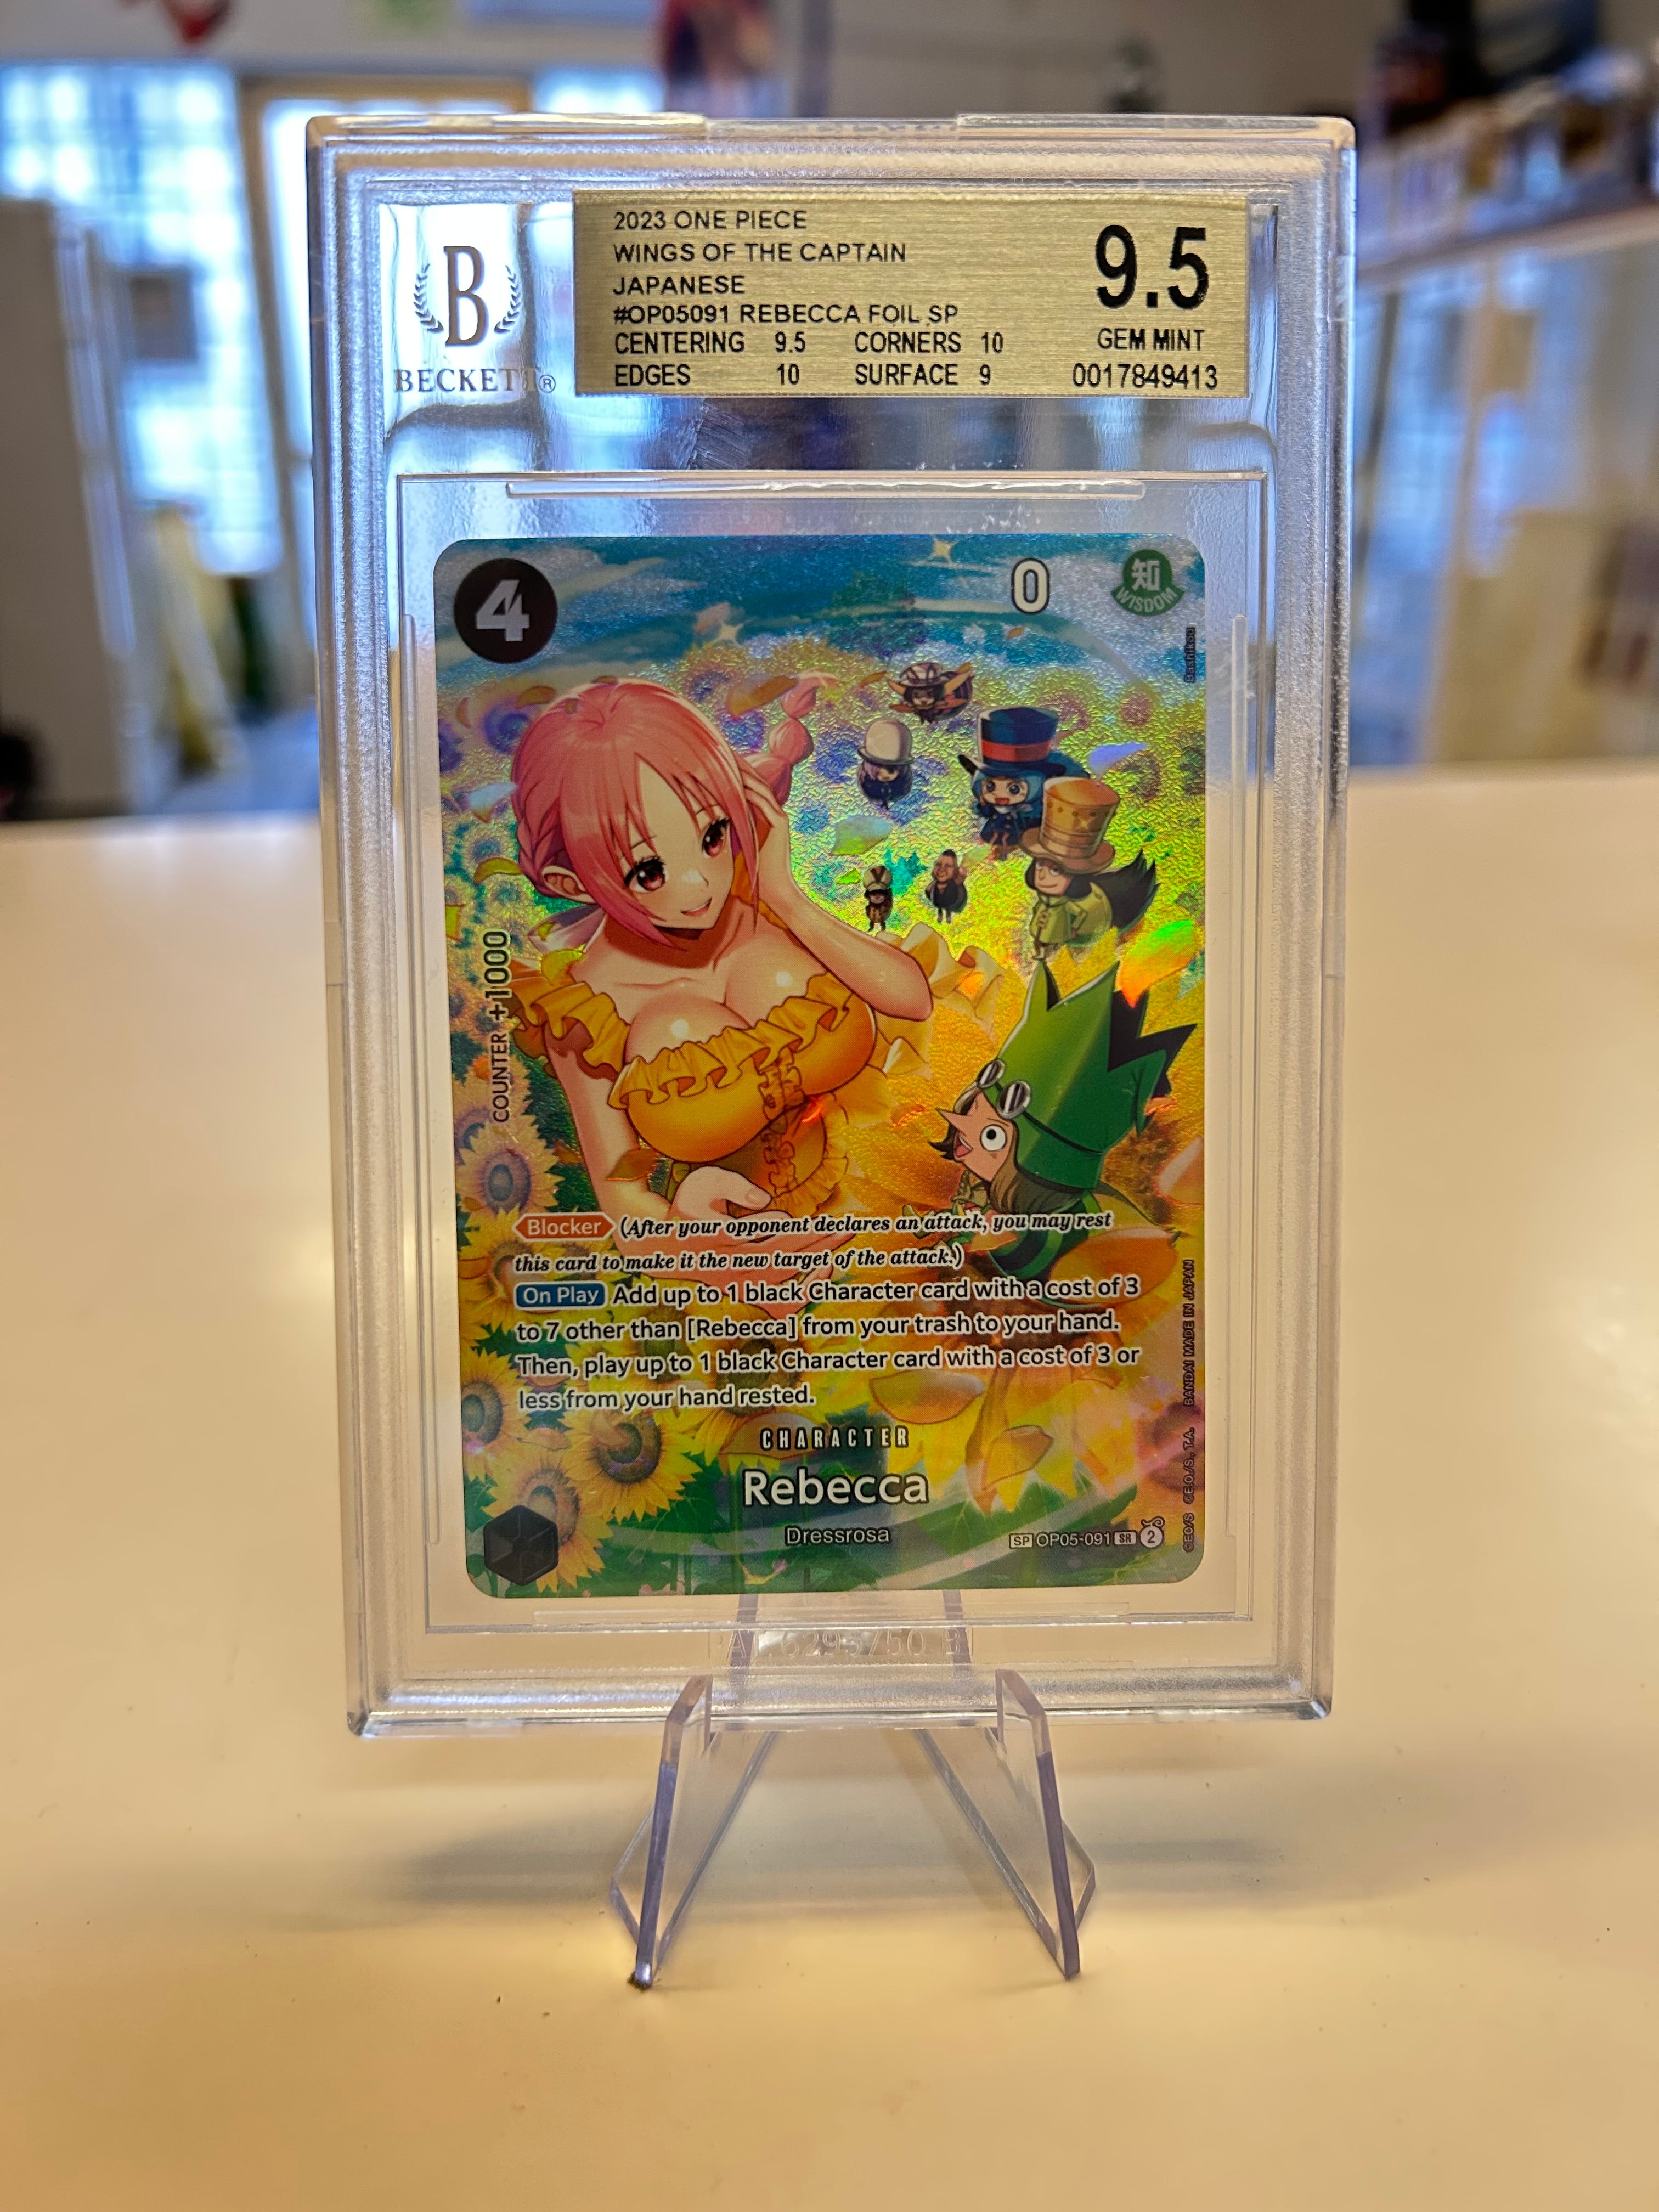 B
BECKETT®
2023 ONE PIECE
WINGS OF THE CAPTAIN
JAPANESE
#OP05091 REBECCA FOIL SP
CENTERING 9.5 CORNERS 10
EDGES 10 SURFACE 9
9.5
GEM MINT
0017849413
4
0
知
WISDOM
COUNTER +1000
Blocker (After your opponent declares an attack, you may rest
this card to make it the new target of the attack.)
On Play Add up to 1 black Character card with a cost of 3
to 7 other than [Rebecca] from your trash to your hand.
Then, play up to 1 black Character card with a cost of 3 or
less from your hand rested.
CHARACTER
Rebecca
Dressrosa
SP OP05-091 SR 2
©E.O./S ©E.O./S., T.A. BANDAI MADE IN JAPAN